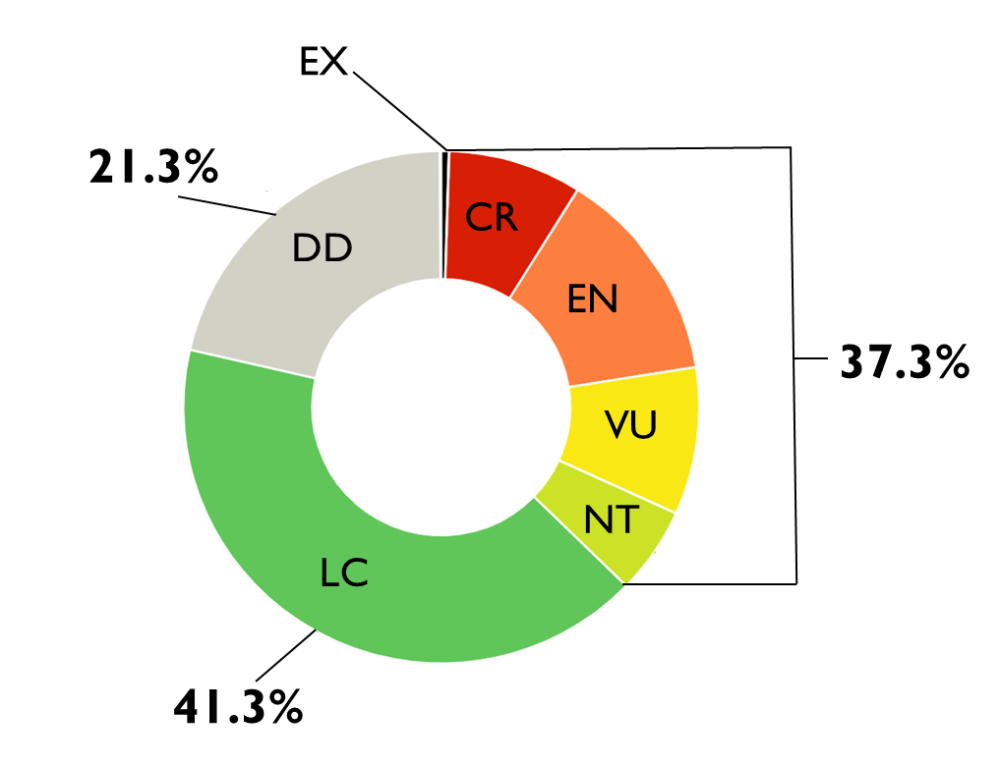 EX
21.3%
CR
DD
EN
37.3%
VU
NT
LC
41.3%